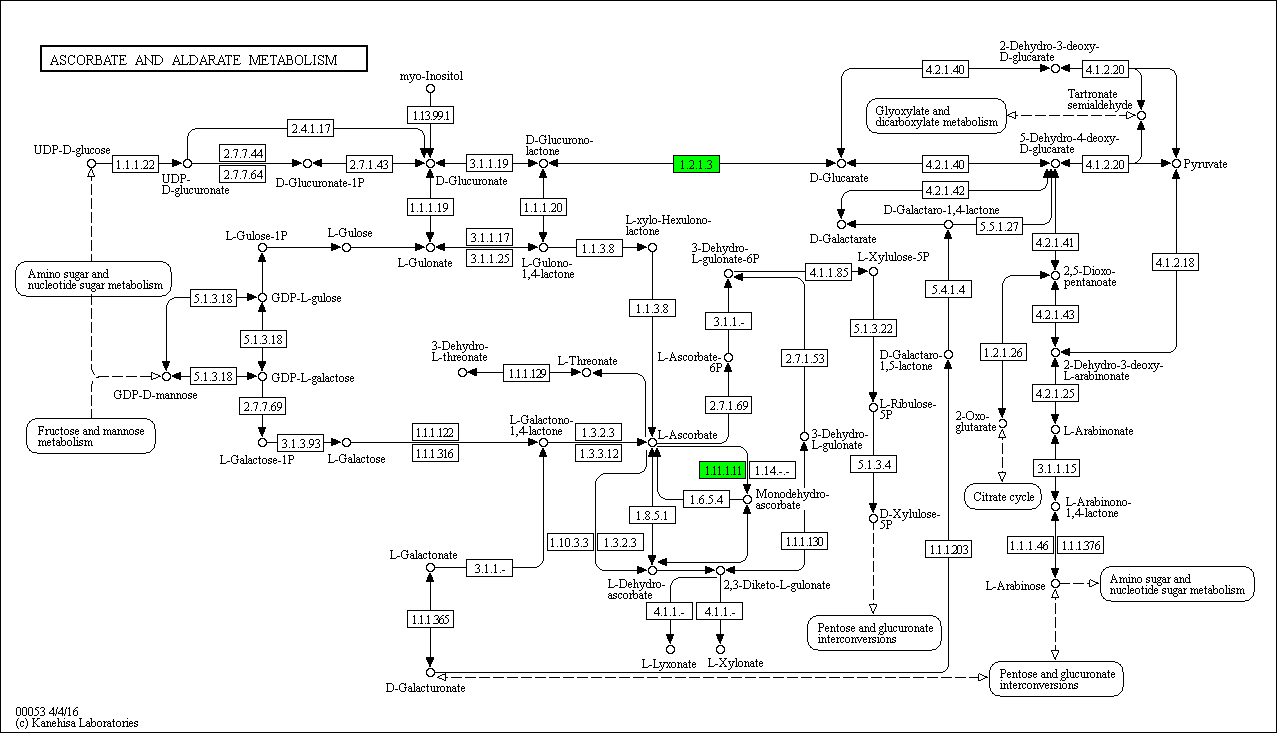 ASCORBATE AND ALDARATE METABOLISM
2-Dehydro-3-deoxy-
D-glucarate
4.2.1.40
4.1.2.20
myo-Inositol
Tartronate
semialdehyde
Glyoxylate and
dicarboxylate metabolism
1.13.99.1
2.4.1.17
D-Glucurono-
lactone
5-Dehydro-4-deoxy-
D-glucarate
UDP-D-glucose
1.1.1.22
2.7.7.44
2.7.7.64
2.7.1.43
3.1.1.19
1.2.1.3
4.2.1.40
4.1.2.20
Pyruvate
UDP-
D-glucuronate
D-Glucuronate-1P
D-Glucuronate
D-Glucarate
4.2.1.42
1.1.1.19
1.1.1.20
L-xylo-Hexulono-
lactone
D-Galactaro-1,4-lactone
5.5.1.27
D-Galactarate
L-Gulose-1P
L-Gulose
3.1.1.17
3.1.1.25
1.1.3.8
4.2.1.41
L-Gulonate
L-Gulono-
1,4-lactone
3-Dehydro-
L-gulonate-6P
4.1.1.85
L-Xylulose-5P
4.1.2.18
Amino sugar and
nucleotide sugar metabolism
2,5-Dioxo-
pentanoate
5.1.3.18
GDP-L-gulose
5.4.1.4
1.1.3.8
3.1.1.-
5.1.3.22
4.2.1.43
5.1.3.18
3-Dehydro-
L-threonate
L-Threonate
L-Ascorbate-
6P
2.7.1.53
D-Galactaro-
1,5-lactone
1.2.1.26
2-Dehydro-3-deoxy-
L-arabinonate
5.1.3.18
GDP-L-galactose
1.1.1.129
GDP-D-mannose
2.7.7.69
2.7.1.69
L-Ribulose-
5P
4.2.1.25
Fructose and mannose
metabolism
L-Galactono-
1,4-lactone
2-Oxo-
glutarate
L-Arabinonate
3.1.3.93
1.1.1.122
1.1.1.316
1.3.2.3
1.3.3.12
L-Ascorbate
3-Dehydro-
L-gulonate
L-Galactose-1P
L-Galactose
1.11.1.11
1.14.-.-
5.1.3.4
3.1.1.15
1.6.5.4
Monodehydro-
ascorbate
Citrate cycle
L-Arabinono-
1,4-lactone
1.8.5.1
D-Xylulose-
5P
1.10.3.3
1.3.2.3
1.1.1.130
1.1.1.203
1.1.1.46
1.1.1.376
L-Galactonate
3.1.1.-
L-Dehydro-
ascorbate
2,3-Diketo-L-gulonate
L-Arabinose
Amino sugar and
nucleotide sugar metabolism
1.1.1.365
4.1.1.-
4.1.1.-
Pentose and glucuronate
interconversions
L-Lyxonate
L-Xylonate
D-Galacturonate
Pentose and glucuronate
interconversions
00053 4/4/16
(c) Kanehisa Laboratories